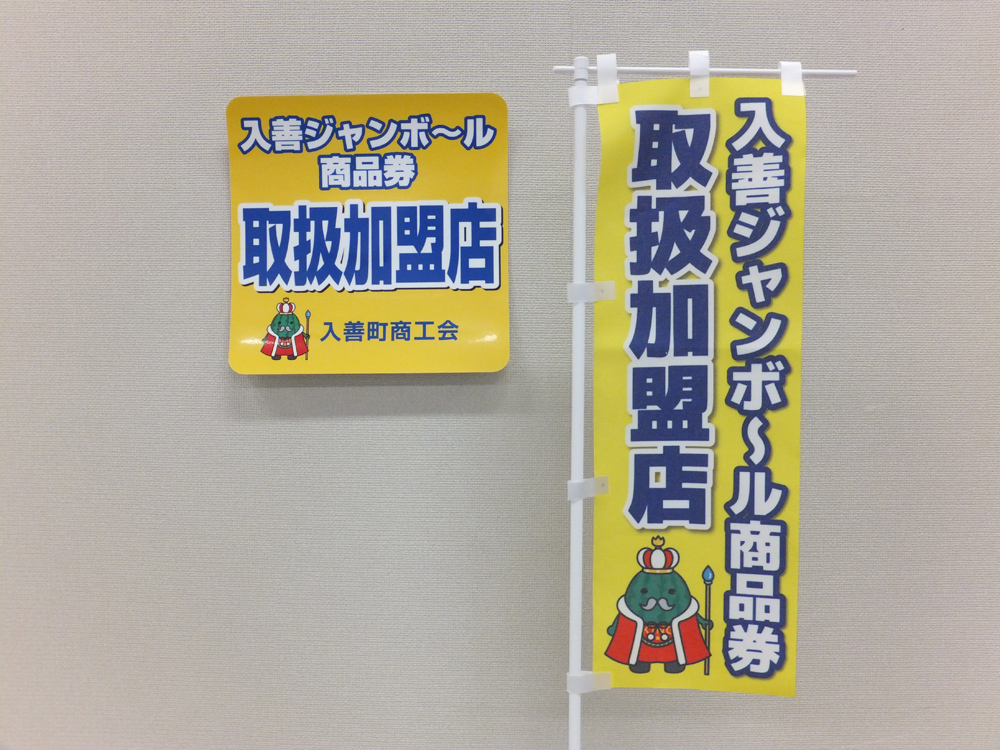 入善ジャンボ～ル
商品券
取扱加盟店
入善町商工会
入善ジャンボ～ル商品券
取扱加盟店